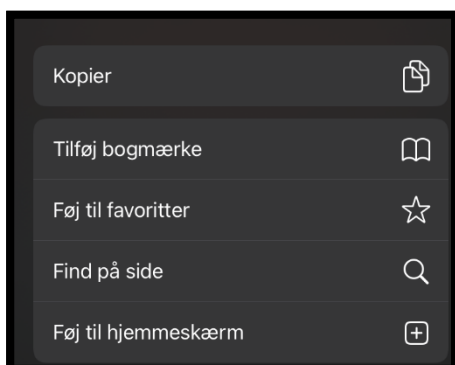 Kopier
Tilføj bogmærke
Føj til favoritter
Find på side
Føj til hjemmeskærm